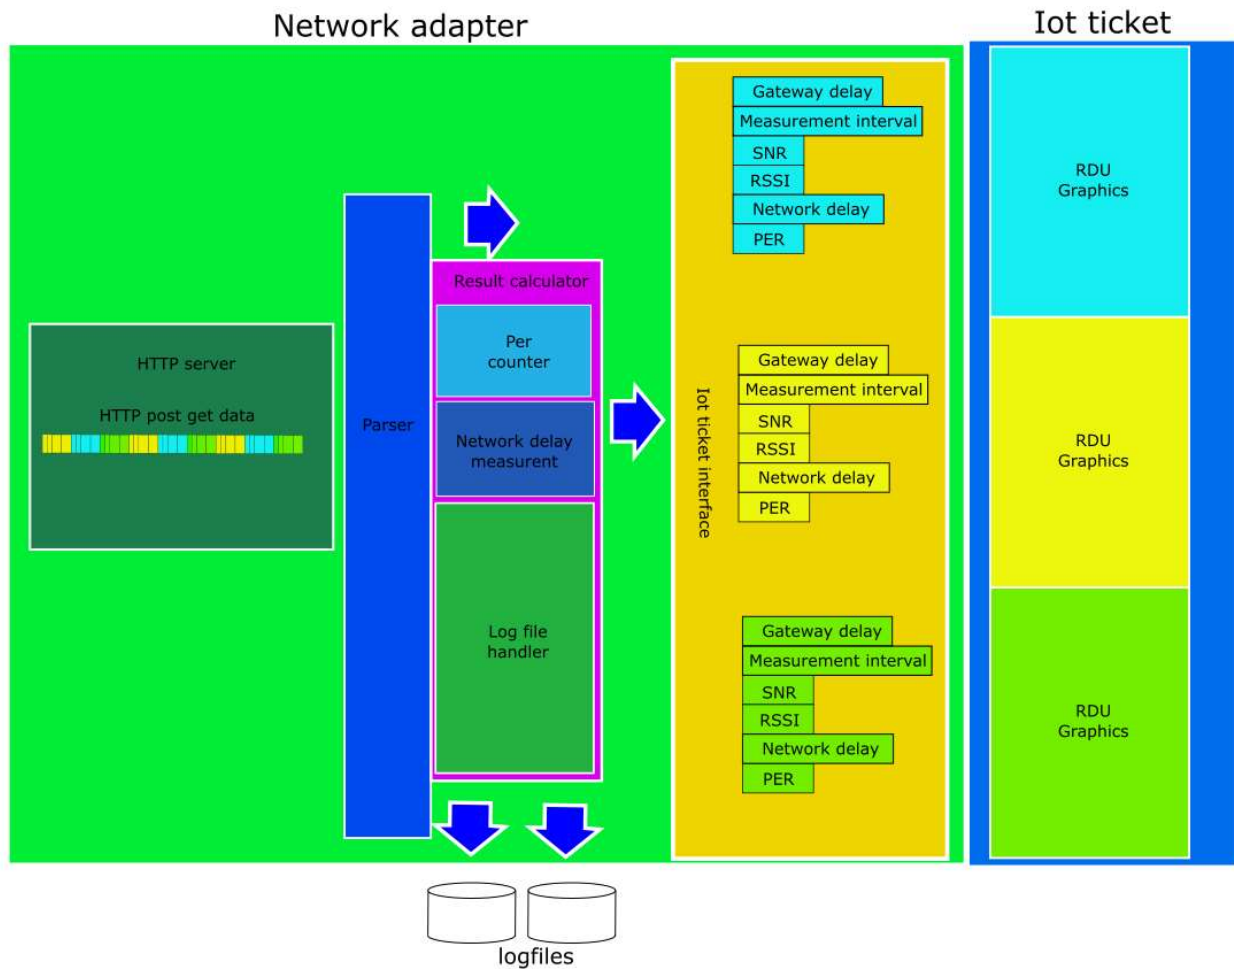 Network adapter
Iot ticket
HTTP server
HTTP post get data
Parser
Result calculator
Per
counter
Network delay
measurent
Log file
handler
Iot ticket interface
Gateway delay
Measurement interval
SNR
RSSI
Network delay
PER
Gateway delay
Measurement interval
SNR
RSSI
Network delay
PER
Gateway delay
Measurement interval
SNR
RSSI
Network delay
PER
RDU
Graphics
RDU
Graphics
RDU
Graphics
logfiles